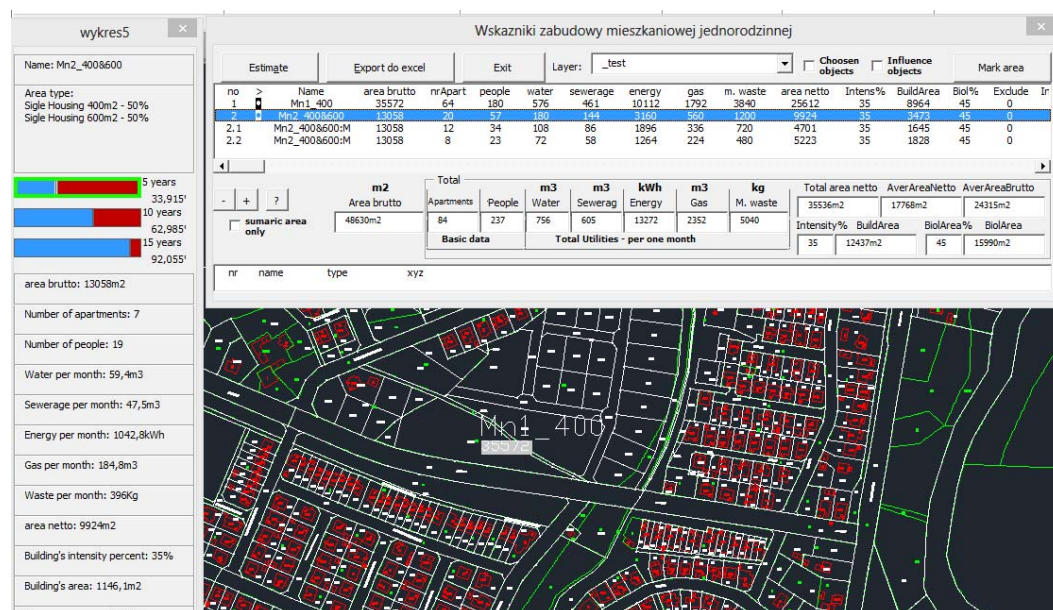 wykres5
Name: Mn2_400&600
Area type:
Sigle Housing 400m2 - 50%
Sigle Housing 600m2 - 50%
5 years
33,915'
10 years
62,985'
15 years
92,055'
area brutto: 13058m2
Number of apartments: 7
Number of people: 19
Water per month: 59,4m3
Sewerage per month: 47,5m3
Energy per month: 1042,8kWh
Gas per month: 184,8m3
Waste per month: 396Kg
area netto: 9924m2
Building's intensity percent: 35%
Building's area: 1146,1m2
Wskazniki zabudowy mieszkaniowej jednorodzinnej
Estimate Export do excel Exit Layer: _test Choosen objects Influence objects Mark area
no > Name area brutto nrApart people water sewerage energy gas m. waste area netto Intens% BuildArea Biol% Exclude Ir
1 Mn1_400 35572 64 180 576 461 10112 1792 3840 25612 35 8964 45 0
2 Mn2_400&600 13058 20 57 180 144 3160 560 1200 9924 35 3473 45 0
2.1 Mn2_400&600:M 13058 12 34 108 86 1896 336 720 4701 35 1645 45 0
2.2 Mn2_400&600:M 13058 8 23 72 58 1264 224 480 5223 35 1828 45 0
- + ?
sumaric area only
m2
Area brutto
48630m2
Total
m3 m3 kWh m3 kg
Apartments People Water Sewerag Energy Gas M. waste
84 237 756 605 13272 2352 5040
Basic data Total Utilities - per one month
Total area netto AverAreaNetto AverAreaBrutto
35536m2 17768m2 24315m2
Intensity% BuildArea BiolArea% BiolArea
35 12437m2 45 15990m2
nr name type xyz
Mn1_400
35572